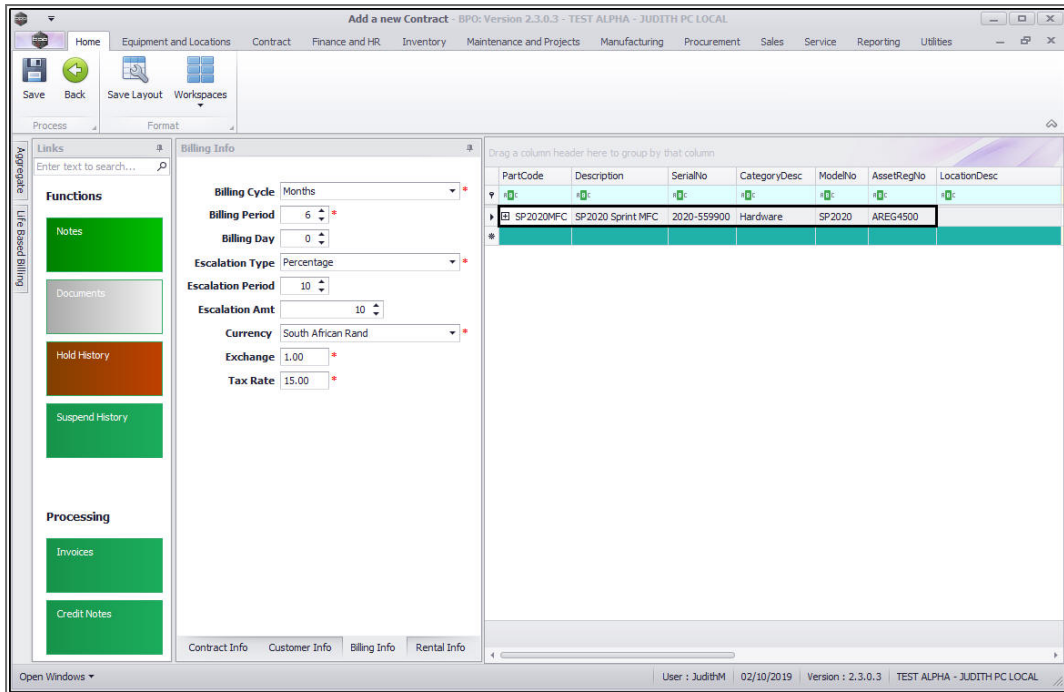 Add a new Contract - BPO: Version 2.3.0.3 - TEST ALPHA - JUDITH PC LOCAL
Home Equipment and Locations Contract Finance and HR Inventory Maintenance and Projects Manufacturing Procurement Sales Service Reporting Utilities
Save Back Save Layout Workspaces
Process Format
Aggregate
Life Based Billing
Links
Enter text to search...
Functions
Notes
Documents
Hold History
Suspend History
Processing
Invoices
Credit Notes
Billing Info
Billing Cycle Months *
Billing Period 6 *
Billing Day 0
Escalation Type Percentage *
Escalation Period 10
Escalation Amt 10
Currency South African Rand *
Exchange 1.00 *
Tax Rate 15.00 *
Contract Info Customer Info Billing Info Rental Info
Drag a column header here to group by that column
PartCode Description SerialNo CategoryDesc ModelNo AssetRegNo LocationDesc
SP2020MFC SP2020 Sprint MFC 2020-559900 Hardware SP2020 AREG4500
Open Windows User : JudithM 02/10/2019 Version : 2.3.0.3 TEST ALPHA - JUDITH PC LOCAL